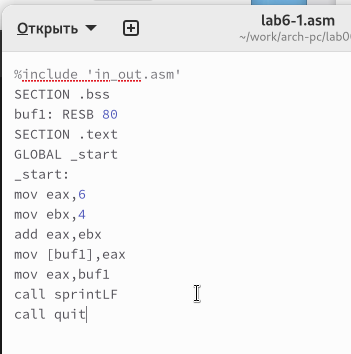 Открыть
lab6-1.asm
~/work/arch-pc/lab0
%include 'in_out.asm'
SECTION .bss
buf1: RESB 80
SECTION .text
GLOBAL _start
_start:
mov eax,6
mov ebx,4
add eax,ebx
mov [buf1],eax
mov eax,buf1
call sprintLF
call quit